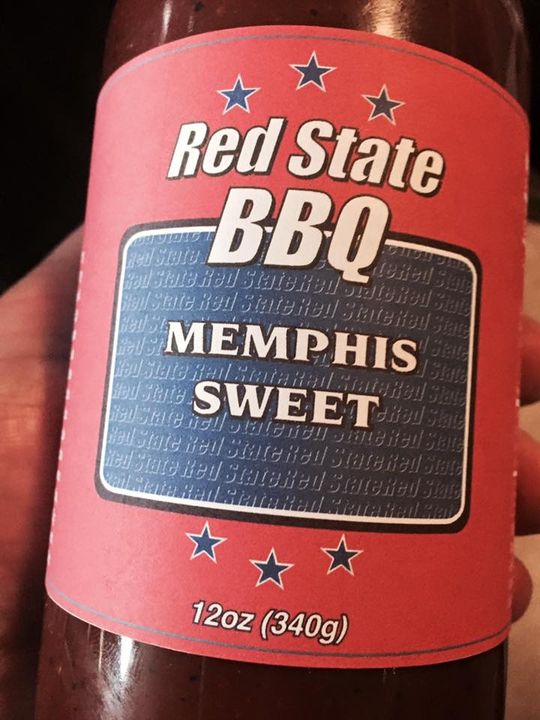 Red State
BBQ
MEMPHIS
SWEET
12oz (340g)